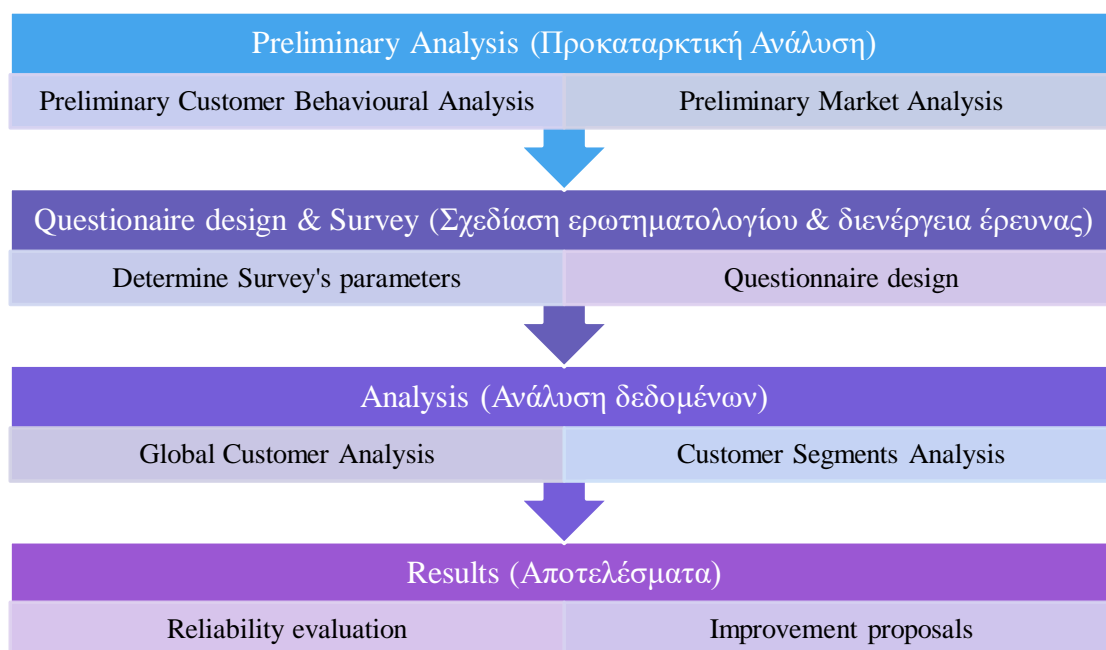 Preliminary Analysis (Προκαταρκτική Ανάλυση)
Preliminary Customer Behavioural Analysis
Preliminary Market Analysis
Questionaire design & Survey (Σχεδίαση ερωτηματολογίου & διενέργεια έρευνας)
Determine Survey's parameters
Questionnaire design
Analysis (Ανάλυση δεδομένων)
Global Customer Analysis
Customer Segments Analysis
Results (Αποτελέσματα)
Reliability evaluation
Improvement proposals